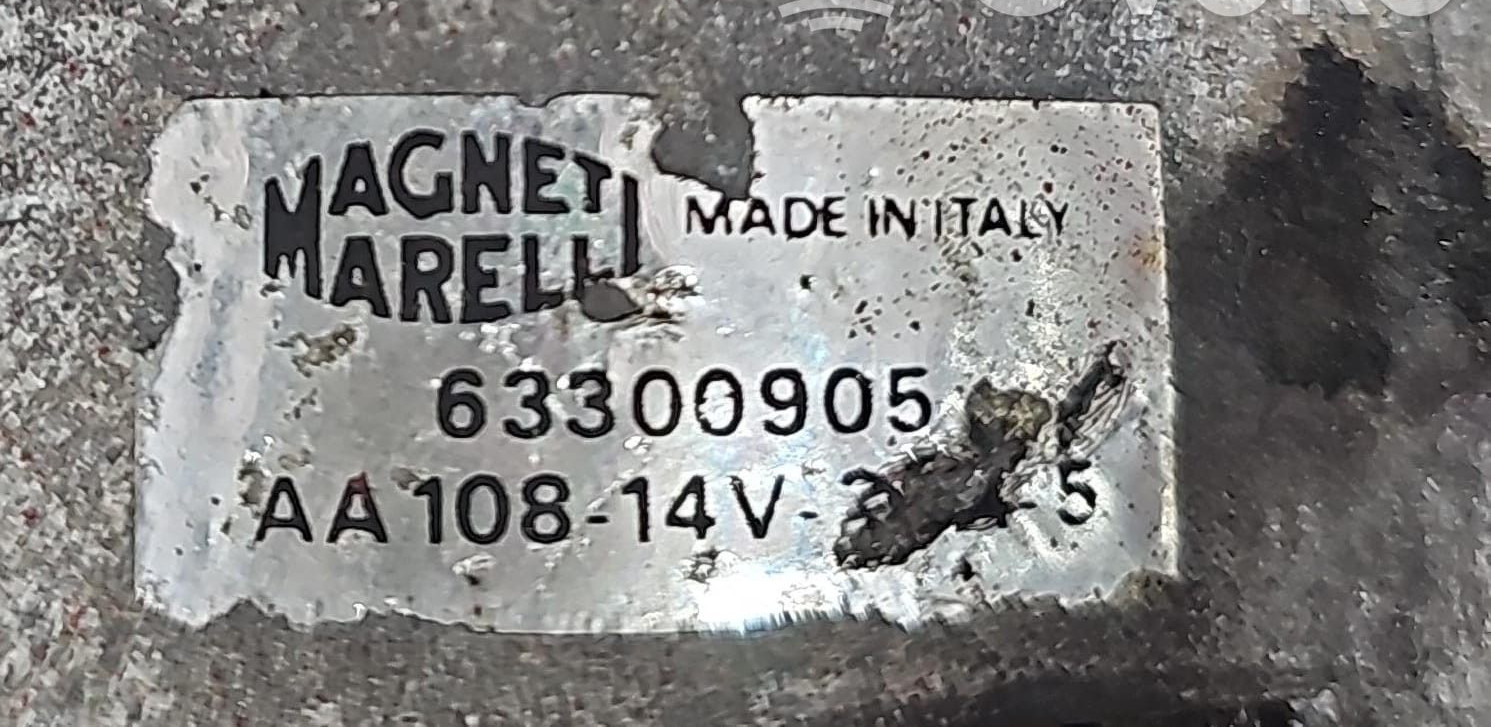 MAGNETI
MARELLI
MADE IN ITALY
63300905
AA108-14V-